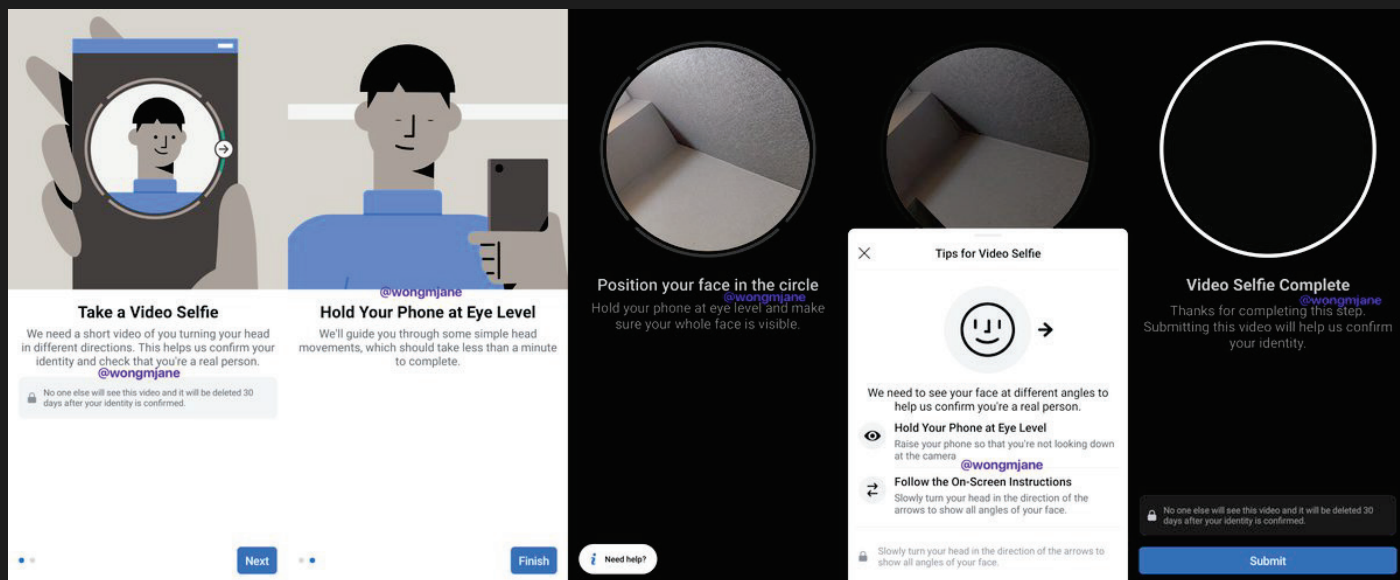 Take a Video Selfie
We need a short video of you turning your head
in different directions. This helps us confirm your
identity and check that you're a real person.
@wongmjane
No one else will see this video and it will be deleted 30
days after your identity is confirmed.
Next
@wongmjane
Hold Your Phone at Eye Level
We'll guide you through some simple head
movements, which should take less than a minute
to complete.
Finish
Position your face in the circle
@wongmjane
Hold your phone at eye level and make
sure your whole face is visible.
Need help?
Tips for Video Selfie
We need to see your face at different angles to
help us confirm you're a real person.
Hold Your Phone at Eye Level
Raise your phone so that you're not looking down
at the camera
@wongmjane
Follow the On-Screen Instructions
Slowly turn your head in the direction of the
arrows to show all angles of your face.
Slowly turn your head in the direction of the arrows to
show all angles of your face.
Video Selfie Complete
@wongmjane
Thanks for completing this step.
Submitting this video will help us confirm
your identity.
No one else will see this video and it will be deleted 30
days after your identity is confirmed.
Submit